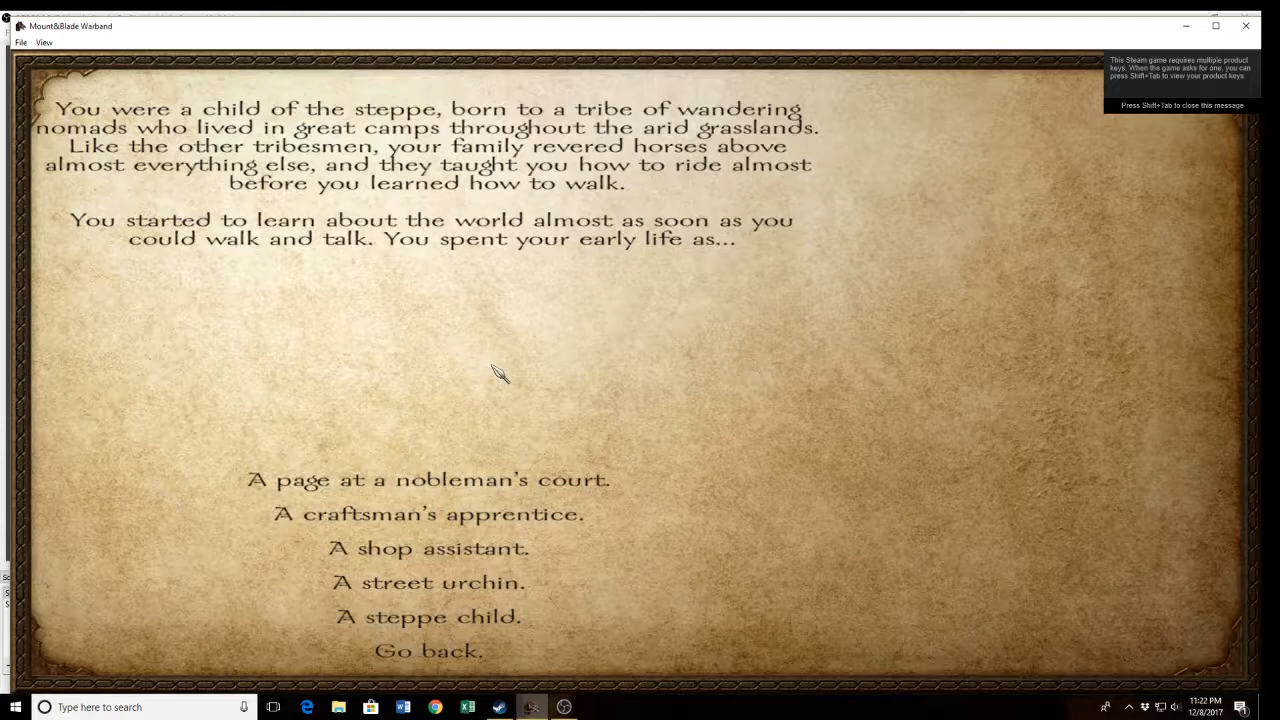 Mount&Blade Warband
File View
This Steam game requires multiple product
keys. When the game asks for one, you can
press Shift+Tab to view your product keys.
Press Shift+Tab to close this message
You were a child of the steppe, born to a tribe of wandering
nomads who lived in great camps throughout the arid grasslands.
Like the other tribesmen, your family revered horses above
almost everything else, and they taught you how to ride almost
before you learned how to walk.
You started to learn about the world almost as soon as you
could walk and talk. You spent your early life as...
A page at a nobleman's court.
A craftsman's apprentice.
A shop assistant.
A street urchin.
A steppe child.
Go back.
Type here to search
11:22 PM
12/8/2017